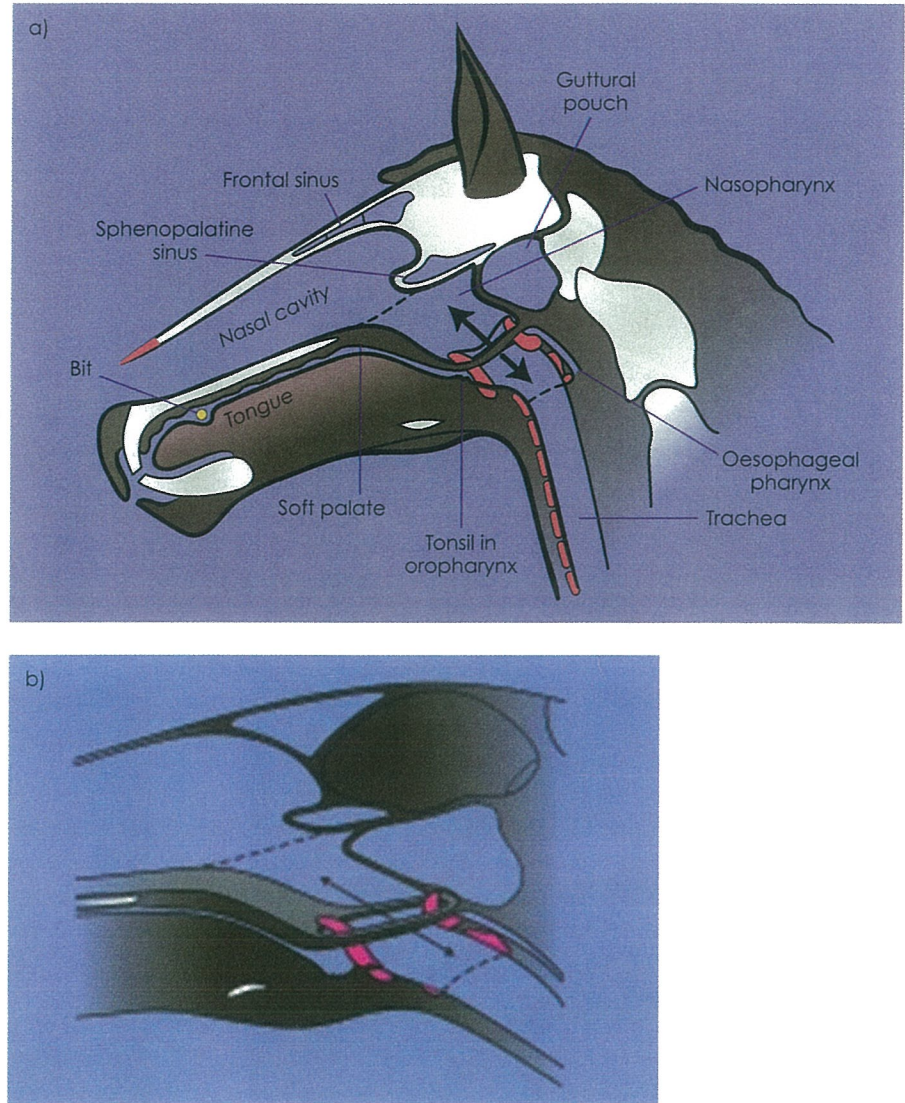 a)
Guttural
pouch
Frontal sinus
Nasopharynx
Sphenopalatine
sinus
Nasal cavity
Bit
Tongue
Oesophageal
pharynx
Soft palate
Trachea
Tonsil in
oropharynx
b)